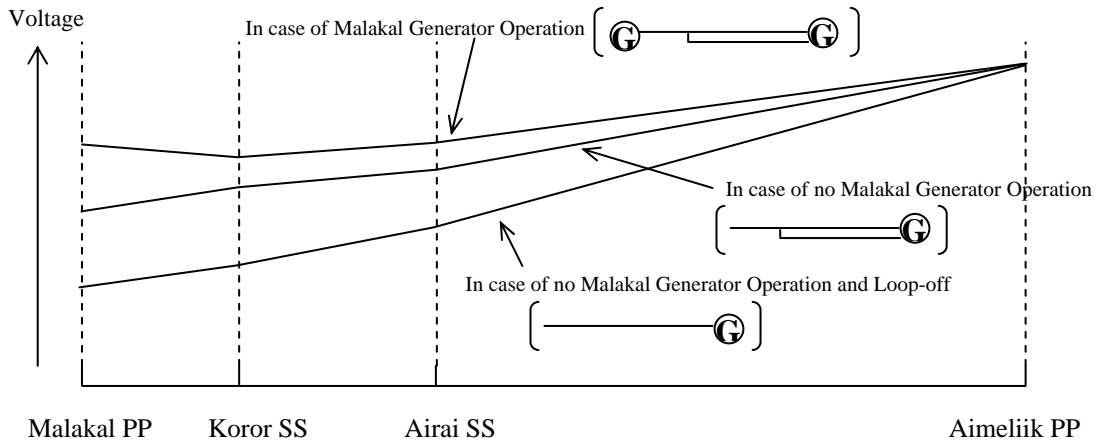 Voltage
In case of Malakal Generator Operation
G
G
In case of no Malakal Generator Operation
G
In case of no Malakal Generator Operation and Loop-off
G
Malakal PP
Koror SS
Airai SS
Aimeliik PP